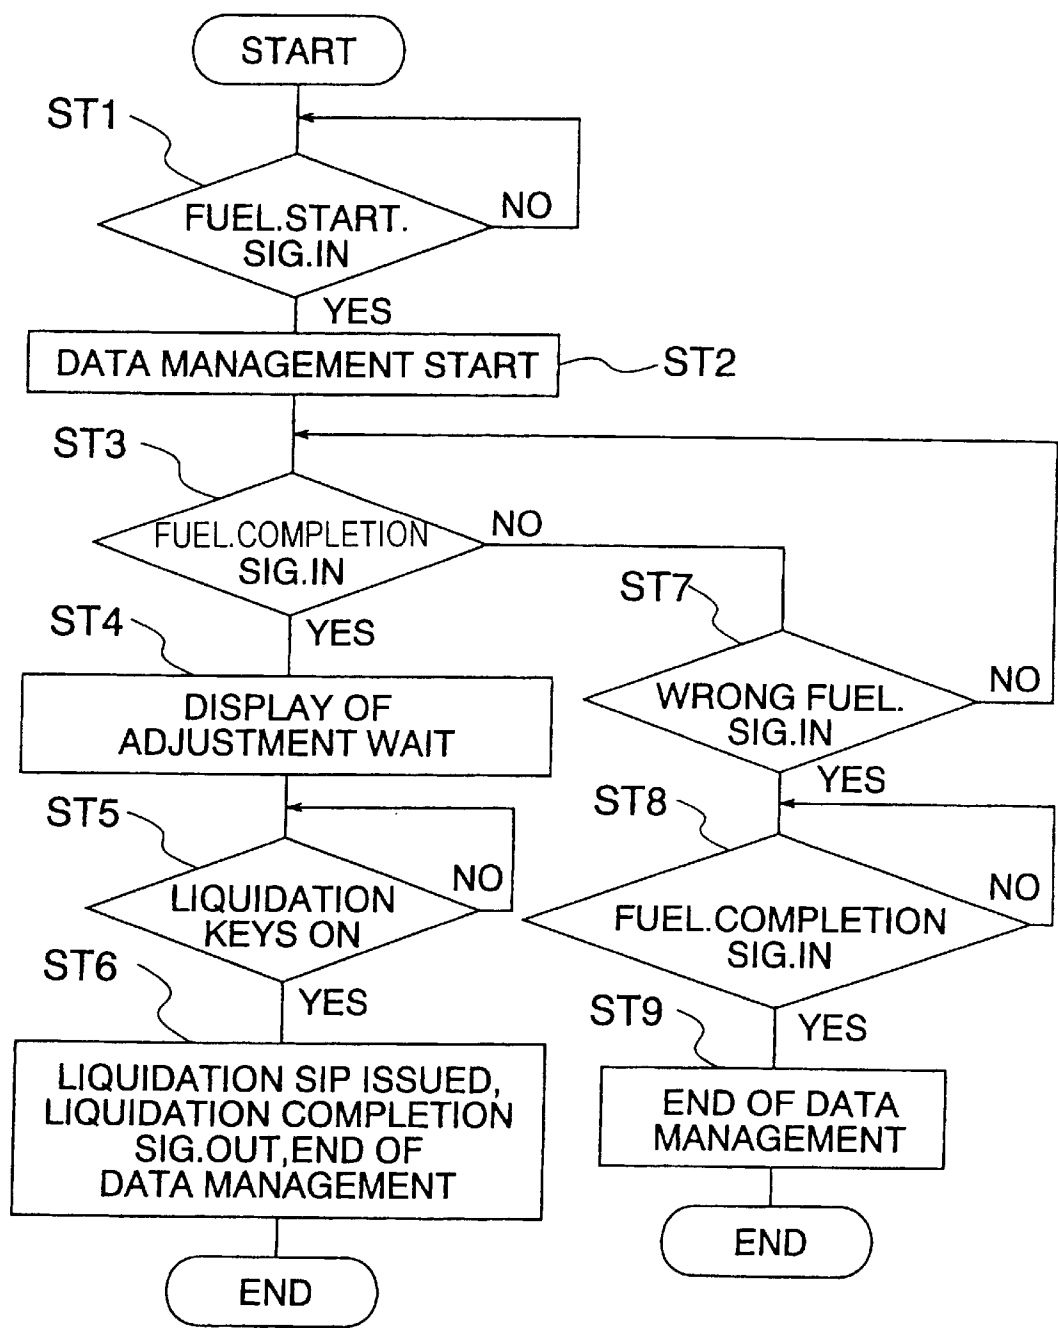 START
ST1
NO
FUEL.START.
SIG.IN
YES
DATA MANAGEMENT START
ST2
ST3
FUEL.COMPLETION
SIG.IN
NO
YES
ST4
DISPLAY OF
ADJUSTMENT WAIT
ST5
LIQUIDATION
KEYS ON
NO
YES
ST6
LIQUIDATION SIP ISSUED,
LIQUIDATION COMPLETION
SIG.OUT,END OF
DATA MANAGEMENT
END
ST7
WRONG FUEL.
SIG.IN
NO
YES
ST8
FUEL.COMPLETION
SIG.IN
NO
YES
ST9
END OF DATA
MANAGEMENT
END